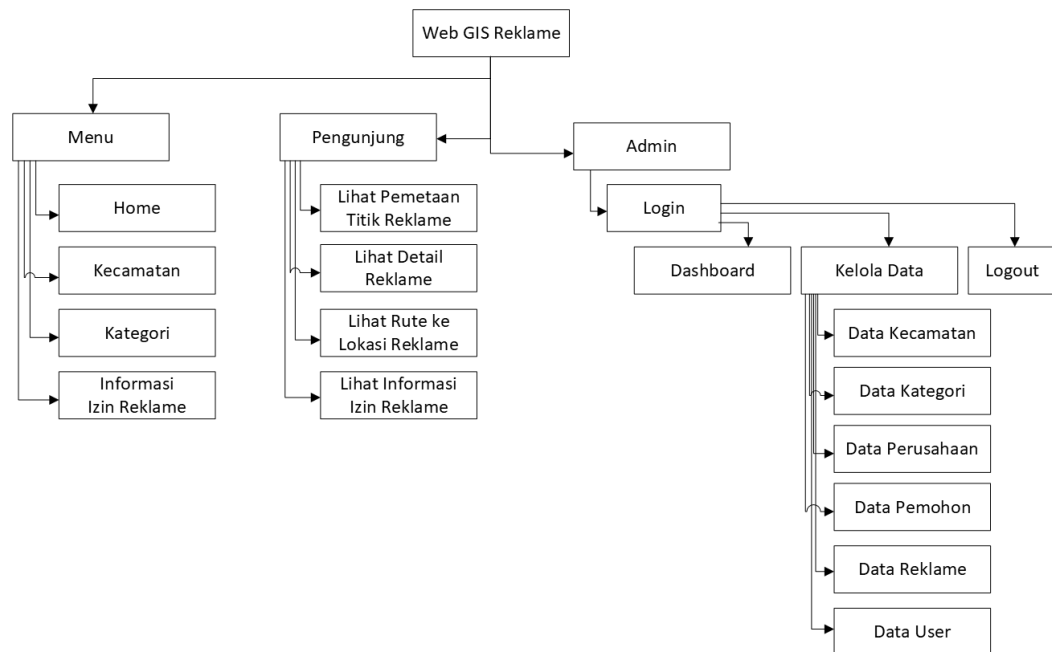 Web GIS Reklame
Menu
Home
Kecamatan
Kategori
Informasi
Izin Reklame
Pengunjung
Lihat Pemetaan
Titik Reklame
Lihat Detail
Reklame
Lihat Rute ke
Lokasi Reklame
Lihat Informasi
Izin Reklame
Admin
Login
Dashboard
Kelola Data
Logout
Data Kecamatan
Data Kategori
Data Perusahaan
Data Pemohon
Data Reklame
Data User